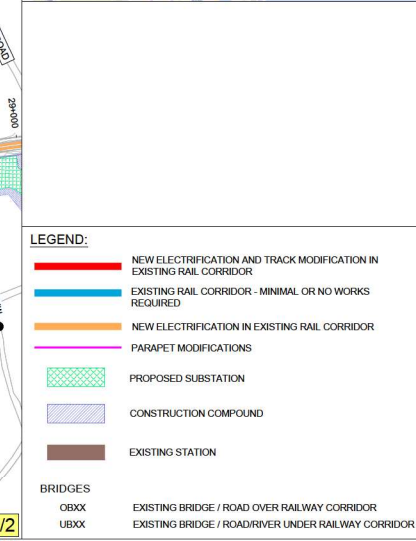 ROAD
29+000
LEGEND:
NEW ELECTRIFICATION AND TRACK MODIFICATION IN
EXISTING RAIL CORRIDOR
EXISTING RAIL CORRIDOR - MINIMAL OR NO WORKS
REQUIRED
NEW ELECTRIFICATION IN EXISTING RAIL CORRIDOR
PARAPET MODIFICATIONS
PROPOSED SUBSTATION
CONSTRUCTION COMPOUND
EXISTING STATION
BRIDGES
OBXX EXISTING BRIDGE / ROAD OVER RAILWAY CORRIDOR
UBXX EXISTING BRIDGE / ROAD/RIVER UNDER RAILWAY CORRIDOR
/2